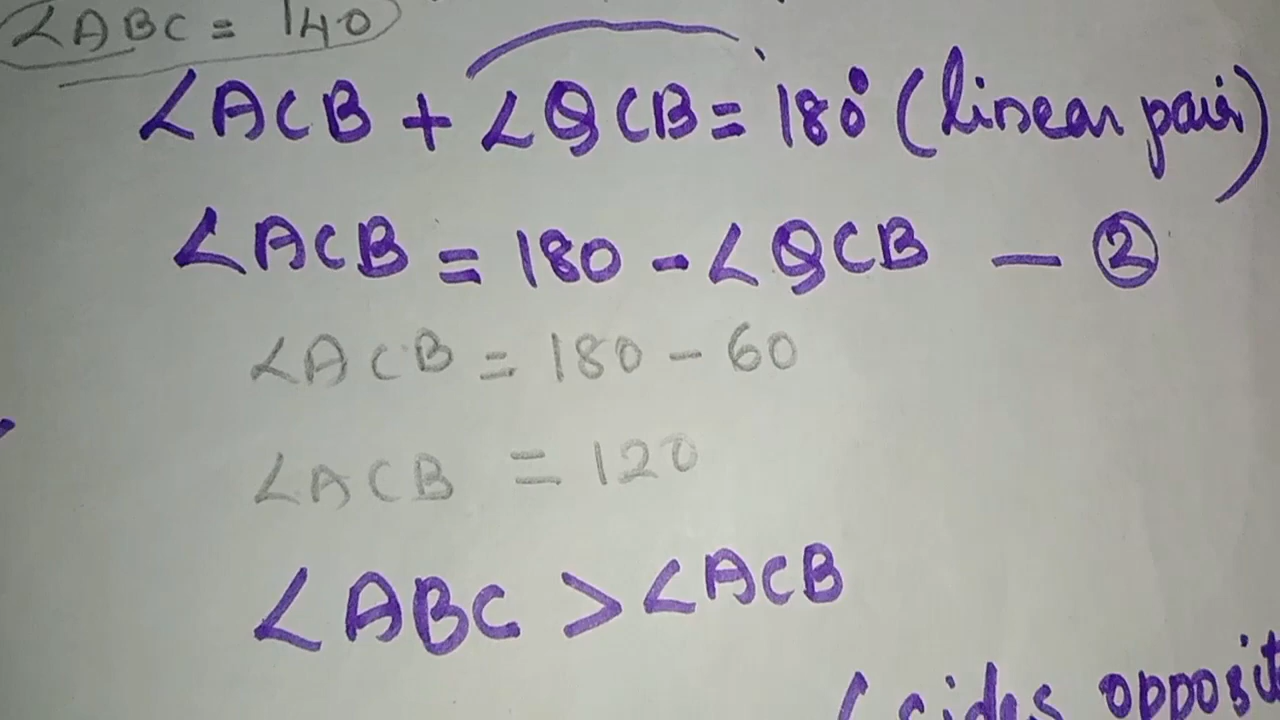 ∠ABC = 140
∠ACB + ∠QCB = 180° (linear pair)
∠ACB = 180 - ∠QCB — ②
∠ACB = 180 - 60
∠ACB = 120
∠ABC > ∠ACB
(sides opposit